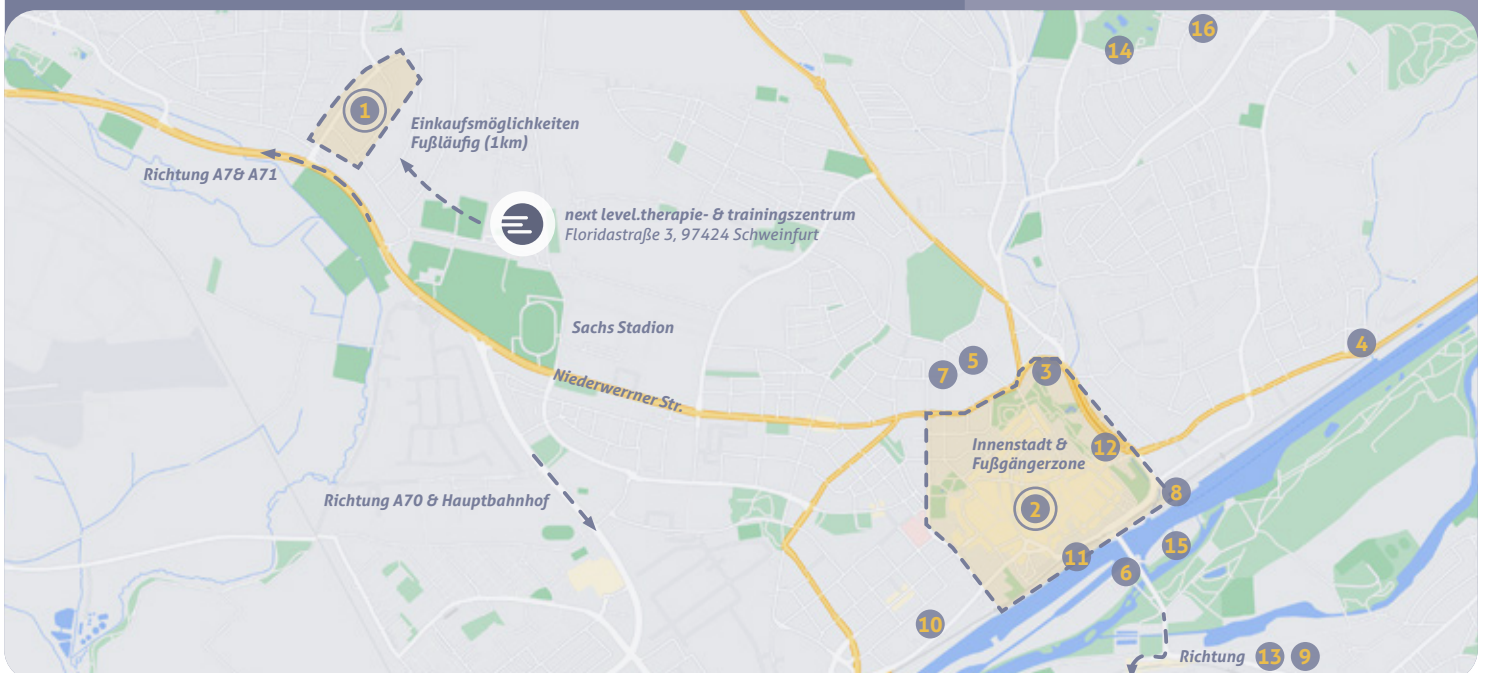 16
14
1
Einkaufsmöglichkeiten
Fußläufig (1km)
Richtung A7& A71
next level.therapie- & trainingszentrum
Floridastraße 3, 97424 Schweinfurt
Sachs Stadion
4
5
7
3
Niederwerrner Str.
Innenstadt &
Fußgängerzone
12
Richtung A70 & Hauptbahnhof
8
2
15
11
6
10
Richtung 13 9